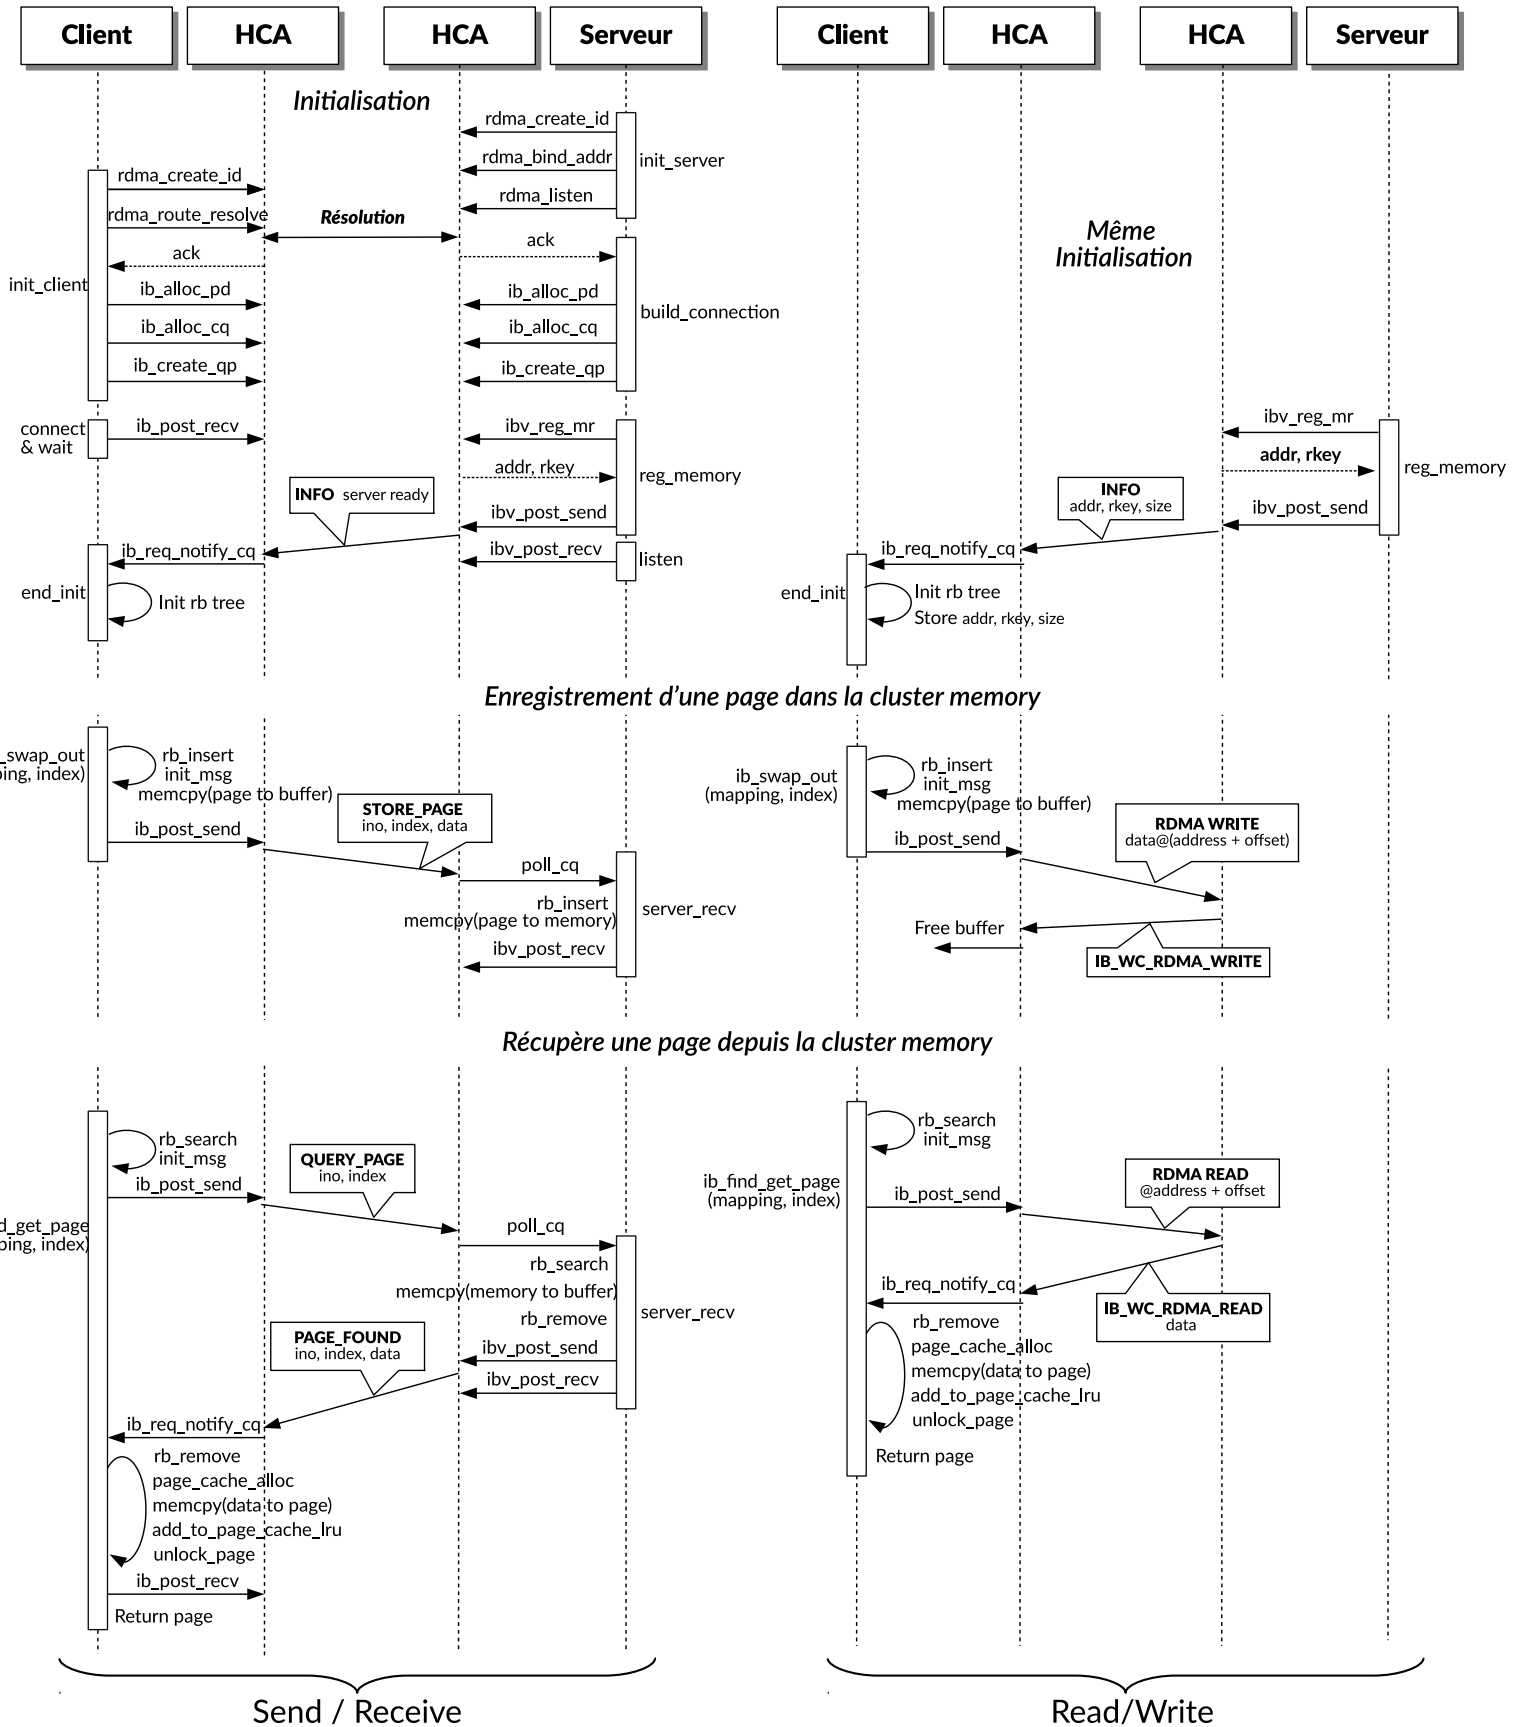 Client
HCA
HCA
Serveur
Client
HCA
HCA
Serveur
Initialisation
rdma_create_id
rdma_bind_addr
init_server
rdma_create_id
rdma_listen
rdma_route_resolve
Résolution
ack
ack
init_client
ib_alloc_pd
ib_alloc_pd
build_connection
ib_alloc_cq
ib_alloc_cq
ib_create_qp
ib_create_qp
connect
& wait
ib_post_recv
ibv_reg_mr
addr, rkey
reg_memory
INFO server ready
ibv_post_send
ib_req_notify_cq
ibv_post_recv
listen
end_init
Init rb tree
Même
Initialisation
ibv_reg_mr
addr, rkey
reg_memory
INFO
addr, rkey, size
ibv_post_send
ib_req_notify_cq
end_init
Init rb tree
Store addr, rkey, size
Enregistrement d'une page dans la cluster memory
_swap_out
ping, index)
rb_insert
init_msg
memcpy(page to buffer)
STORE_PAGE
ino, index, data
ib_post_send
poll_cq
rb_insert
memcpy(page to memory)
server_recv
ibv_post_recv
ib_swap_out
(mapping, index)
rb_insert
init_msg
memcpy(page to buffer)
RDMA WRITE
data@(address + offset)
ib_post_send
Free buffer
IB_WC_RDMA_WRITE
Récupère une page depuis la cluster memory
rb_search
init_msg
QUERY_PAGE
ino, index
ib_post_send
d_get_page
ping, index)
poll_cq
rb_search
memcpy(memory to buffer)
rb_remove
server_recv
PAGE_FOUND
ino, index, data
ibv_post_send
ibv_post_recv
ib_req_notify_cq
rb_remove
page_cache_alloc
memcpy(data to page)
add_to_page_cache_lru
unlock_page
ib_post_recv
Return page
rb_search
init_msg
ib_find_get_page
(mapping, index)
RDMA READ
@address + offset
ib_post_send
ib_req_notify_cq
IB_WC_RDMA_READ
data
rb_remove
page_cache_alloc
memcpy(data to page)
add_to_page_cache_lru
unlock_page
Return page
Send / Receive
Read/Write